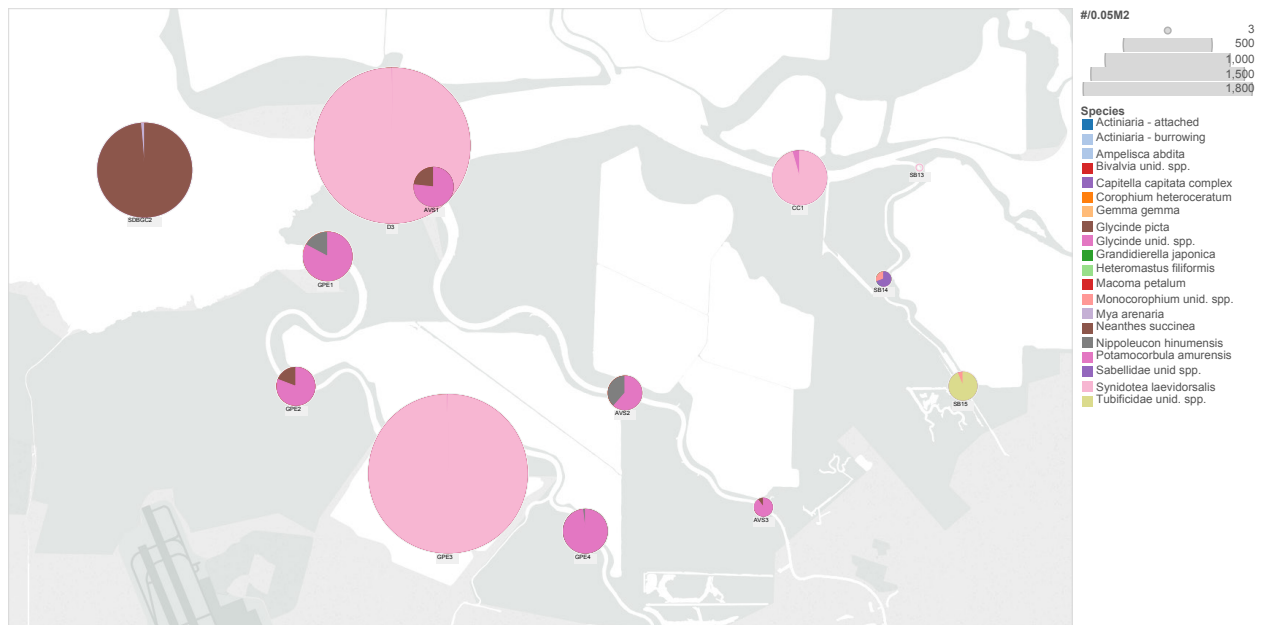 #/0.05M2
3
500
1,000
1,500
1,800
Species
Actiniaria - attached
Actiniaria - burrowing
Ampelisca abdita
Bivalvia unid. spp.
Capitella capitata complex
Corophium heteroceratum
Gemma gemma
Glycinde picta
Glycinde unid. spp.
Grandidierella japonica
Heteromastus filiformis
Macoma petalum
Monocorophium unid. spp.
Mya arenaria
Neanthes succinea
Nippoleucon hinumensis
Potamocorbula amurensis
Sabellidae unid spp.
Synidotea laevidorsalis
Tubificidae unid. spp.
SDBGC2
D3
AVS1
CC1
SB13
GPE1
SB14
GPE2
AVS2
SB15
GPE3
GPE4
AVS3